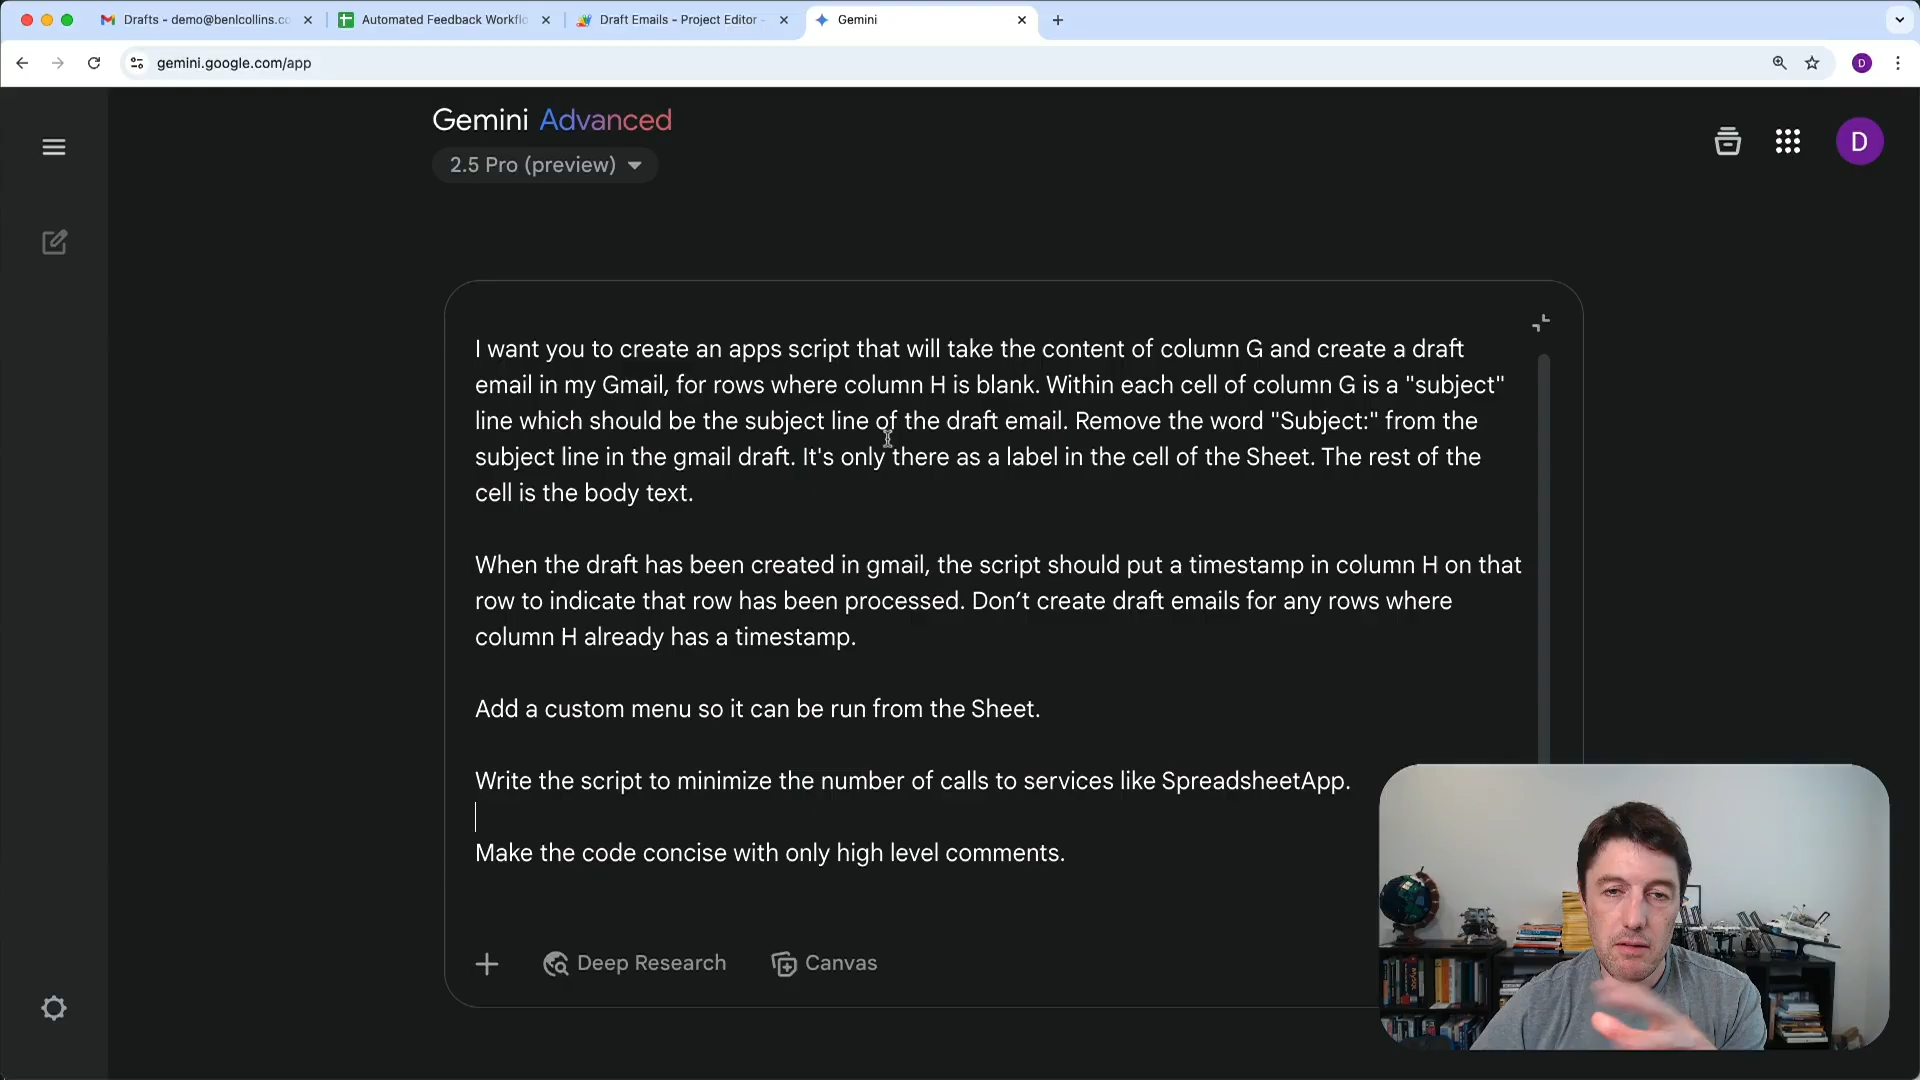 Drafts - demo@benlcollins.cc
Automated Feedback Workflo
Draft Emails - Project Editor -
Gemini
gemini.google.com/app
D
Gemini Advanced
2.5 Pro (preview)
D
I want you to create an apps script that will take the content of column G and create a draft
email in my Gmail, for rows where column H is blank. Within each cell of column G is a "subject"
line which should be the subject line of the draft email. Remove the word "Subject:" from the
subject line in the gmail draft. It's only there as a label in the cell of the Sheet. The rest of the
cell is the body text.
When the draft has been created in gmail, the script should put a timestamp in column H on that
row to indicate that row has been processed. Don’t create draft emails for any rows where
column H already has a timestamp.
Add a custom menu so it can be run from the Sheet.
Write the script to minimize the number of calls to services like SpreadsheetApp.
Make the code concise with only high level comments.
Deep Research
Canvas